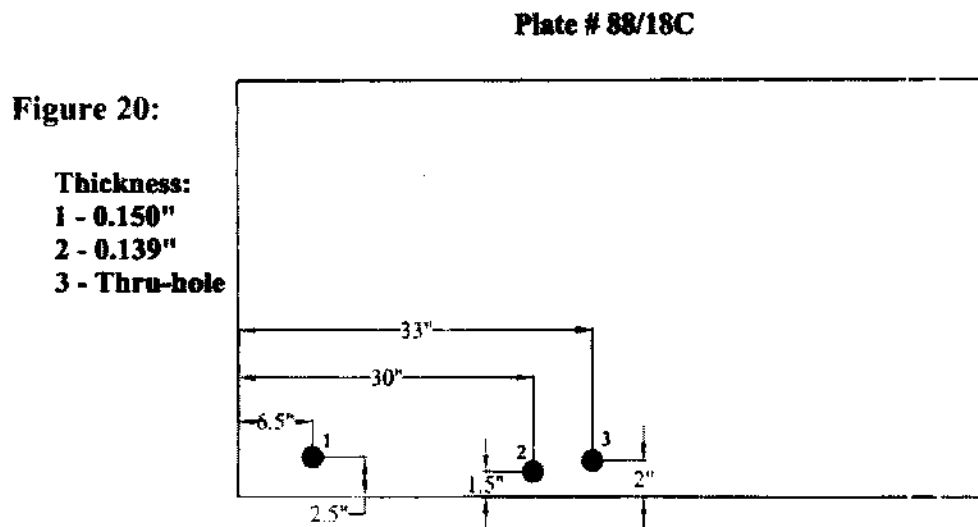 Plate # 88/18C
Figure 20:
Thickness:
1 - 0.150"
2 - 0.139"
3 - Thru-hole
33"
30"
6.5"
1
2
3
1.5"
2"
2.5"